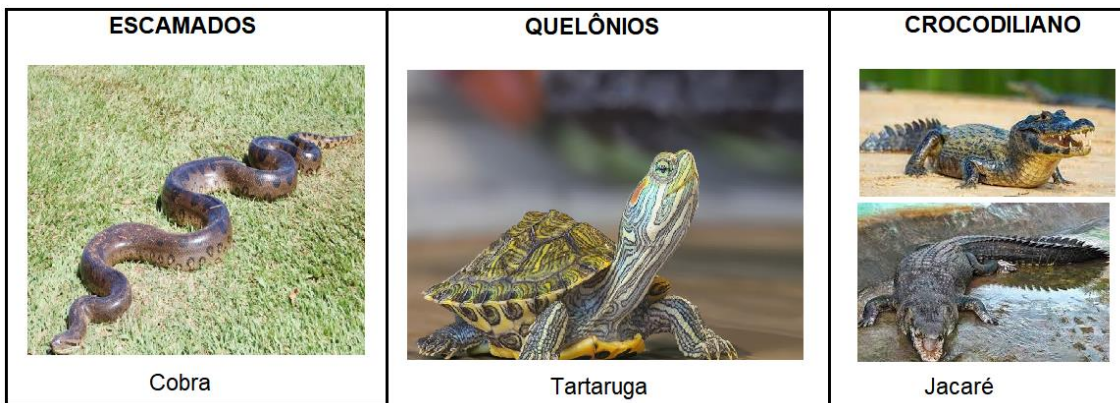 ESCAMADOS
QUELÔNIOS
CROCODILIANO
Cobra
Tartaruga
Jacaré